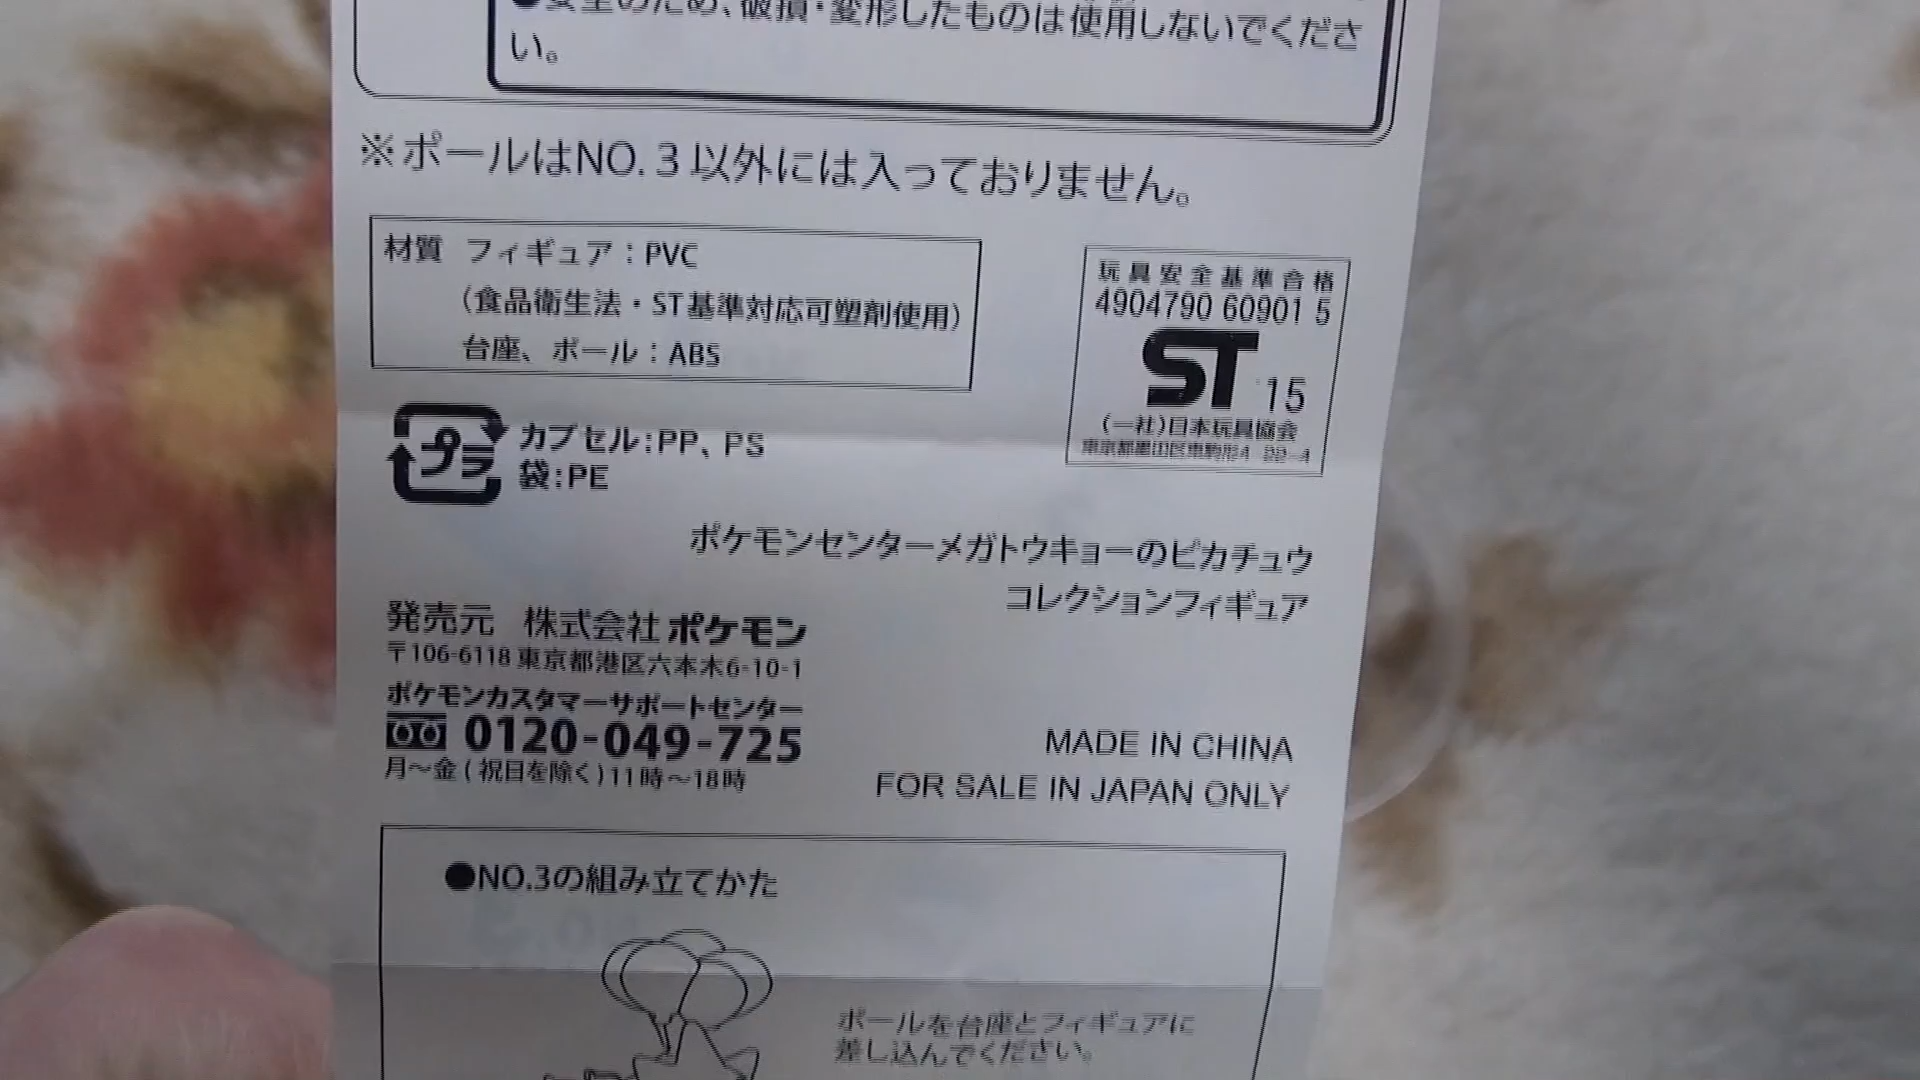 ●安全のため、破損・変形したものは使用しないでくださ
い。
※ポールはNO.3以外には入っておりません。
材質 フィギュア：PVC
（食品衛生法・ST基準対応可塑剤使用）
台座、ポール：ABS
玩具安全基準合格
4904790 60901 5
ST 15
（一社）日本玩具協会
東京都墨田区東駒形4-22-4
プラ
カプセル：PP、PS
袋：PE
ポケモンセンターメガトウキョーのピカチュウ
コレクションフィギュア
発売元 株式会社ポケモン
〒106-6118 東京都港区六本木6-10-1
ポケモンカスタマーサポートセンター
0120-049-725
月〜金（祝日を除く）11時〜18時
MADE IN CHINA
FOR SALE IN JAPAN ONLY
●NO.3の組み立てかた
ポールを台座とフィギュアに
差し込んでください。